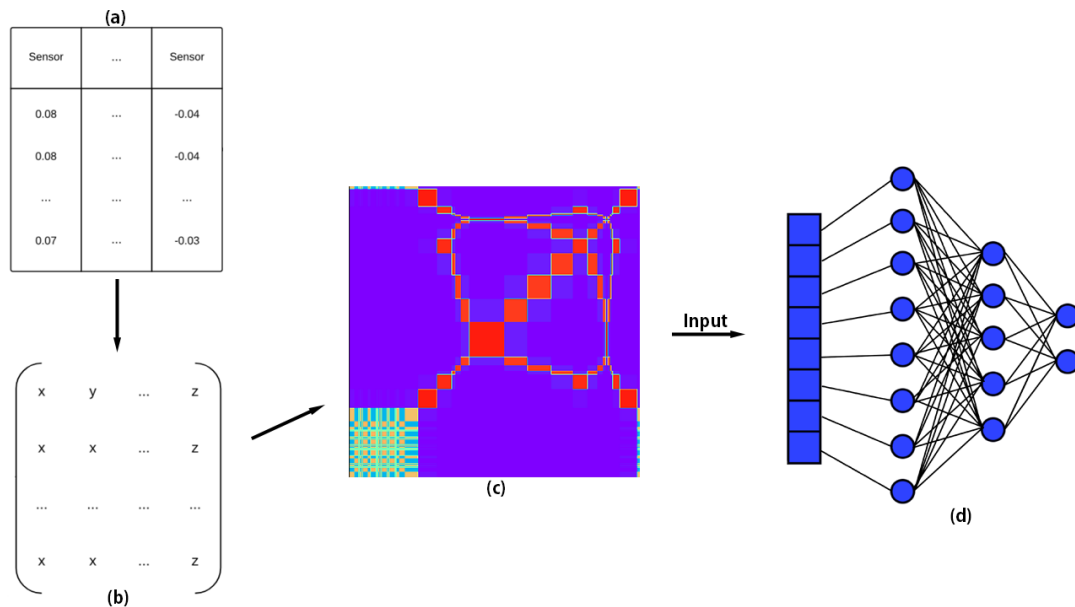 (a)
Sensor ... Sensor
0.08 ... -0.04
0.08 ... -0.04
... ... ...
0.07 ... -0.03
x y ... z
x x ... z
... ... ... ...
x x ... z
(b)
(c)
Input
(d)